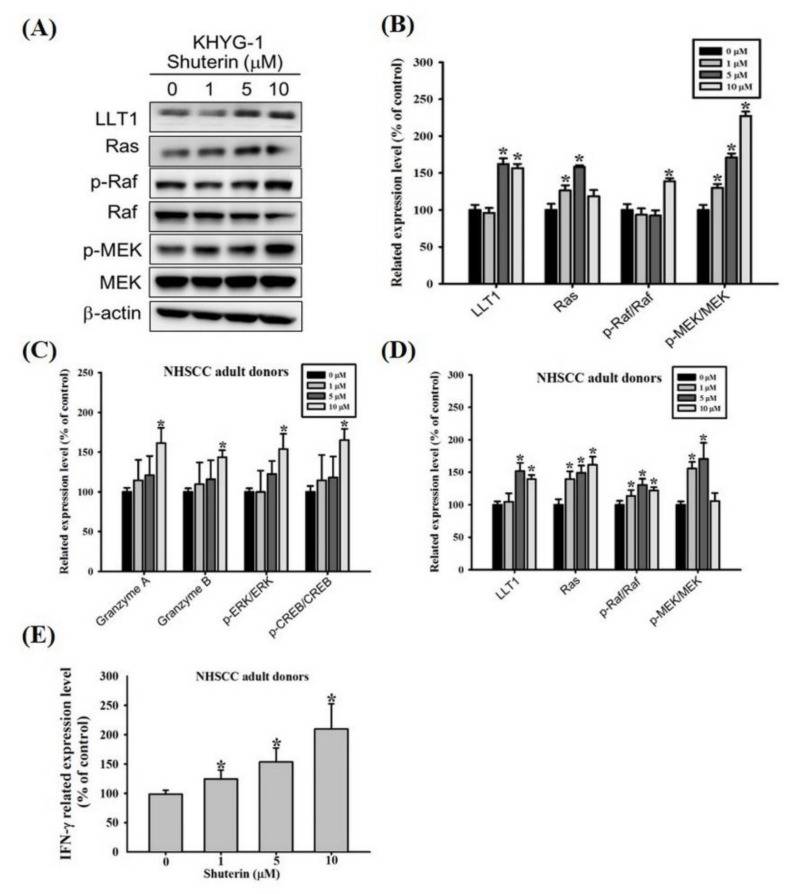 (A)
KHYG-1
Shuterin (μM)
0 1 5 10
LLT1
Ras
p-Raf
Raf
p-MEK
MEK
β-actin
(B)
Related expression level (% of control)
300
250
200
150
100
50
0
0 μM
1 μM
5 μM
10 μM
* * * * * * * *
LLT1 Ras p-Raf/Raf p-MEK/MEK
(C)
NHSCC adult donors
Related expression level (% of control)
250
200
150
100
50
0
0 μM
1 μM
5 μM
10 μM
* * * *
Granzyme A Granzyme B p-ERK/ERK p-CREB/CREB
(D)
NHSCC adult donors
Related expression level (% of control)
300
250
200
150
100
50
0
0 μM
1 μM
5 μM
10 μM
* * * * * * * * * *
LLT1 Ras p-Raf/Raf p-MEK/MEK
(E)
NHSCC adult donors
IFN-γ related expression level
(% of control)
300
250
200
150
100
50
0
* * *
0 1 5 10
Shuterin (μM)